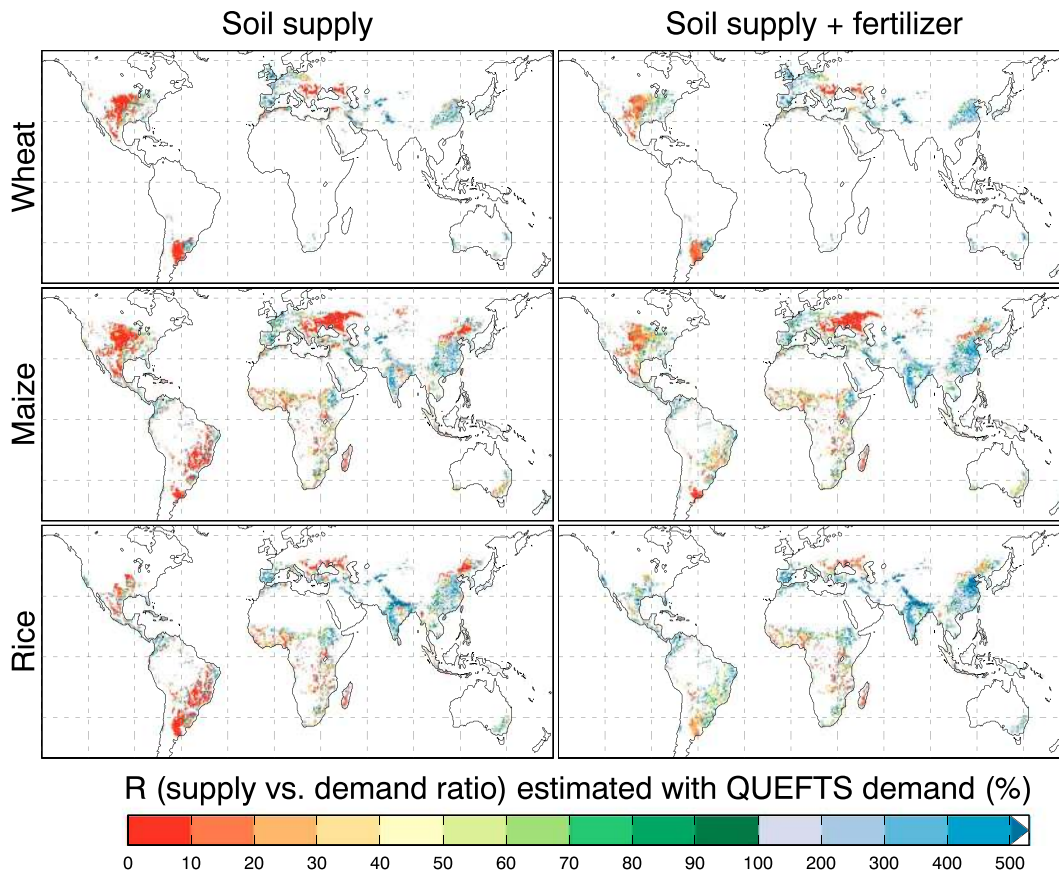 Soil supply
Soil supply + fertilizer
Wheat
Maize
Rice
R (supply vs. demand ratio) estimated with QUEFTS demand (%)
0 10 20 30 40 50 60 70 80 90 100 200 300 400 500